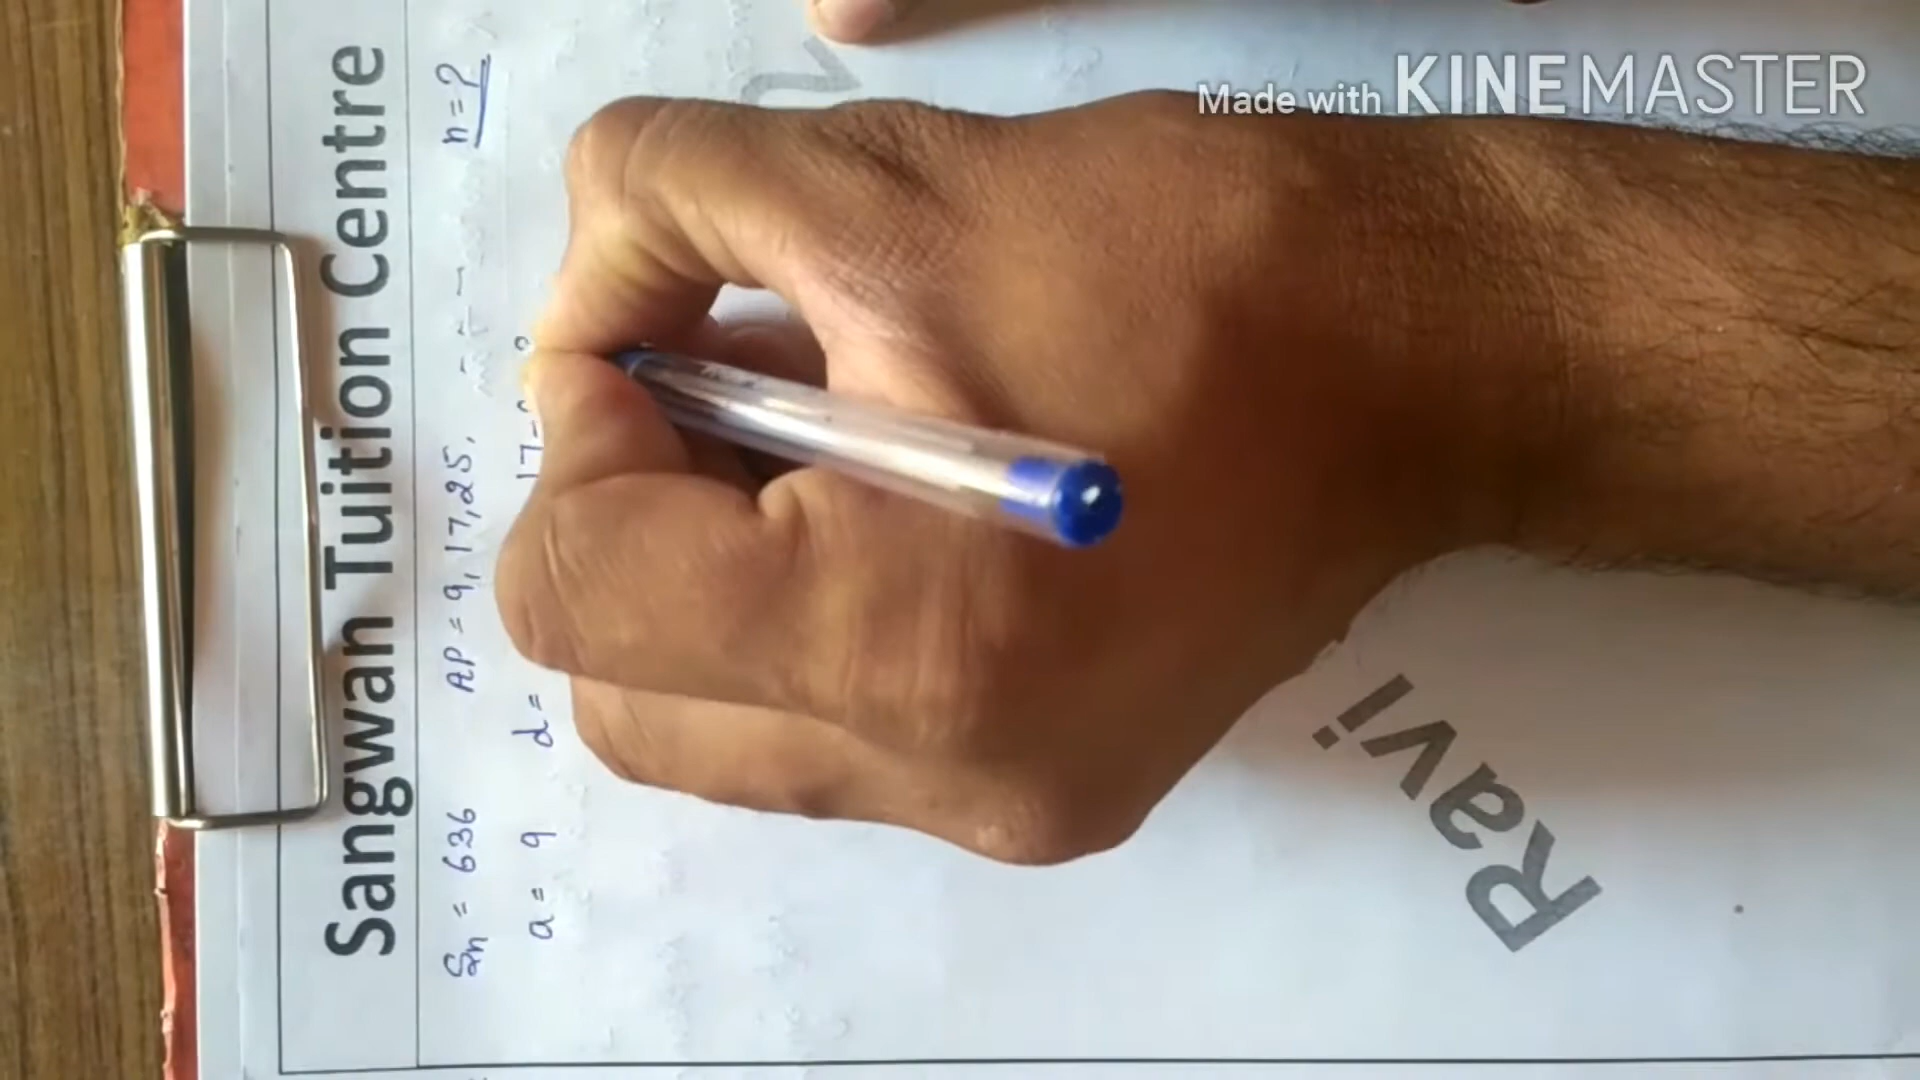 Made with KINEMASTER
Sangwan Tuition Centre
Sn = 636 AP = 9, 17, 25, - - - n = ?
a = 9 d = 17-
Ravi